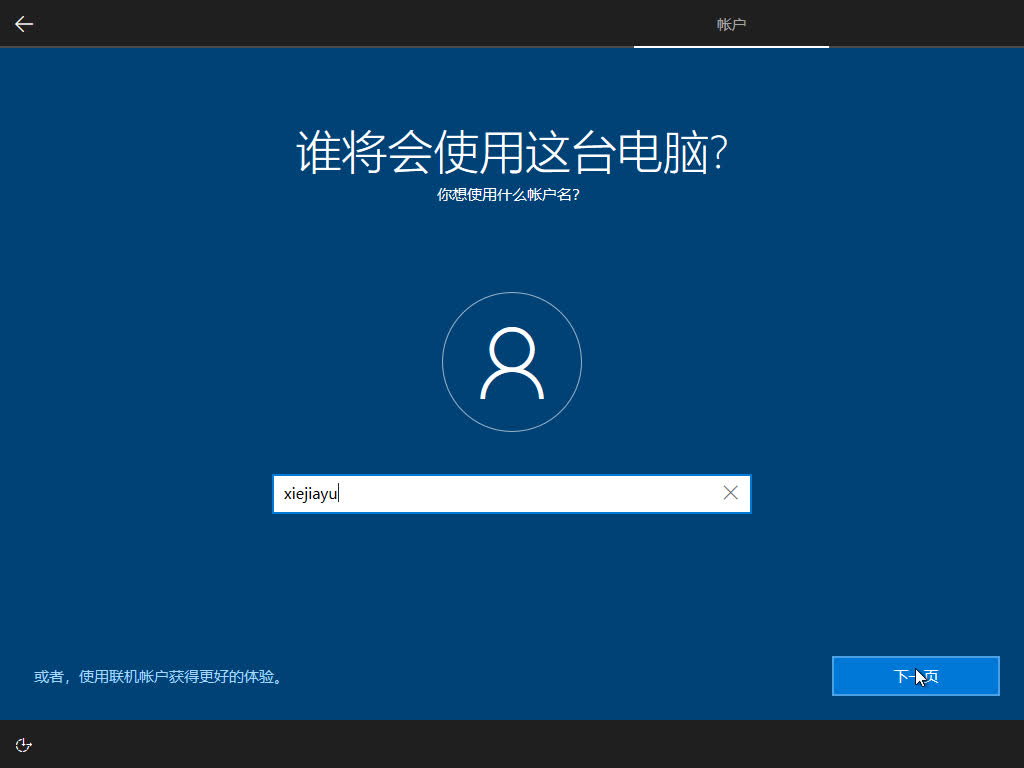 帐户
谁将会使用这台电脑?
你想使用什么帐户名?
xiejiayu
或者，使用联机帐户获得更好的体验。
下一页